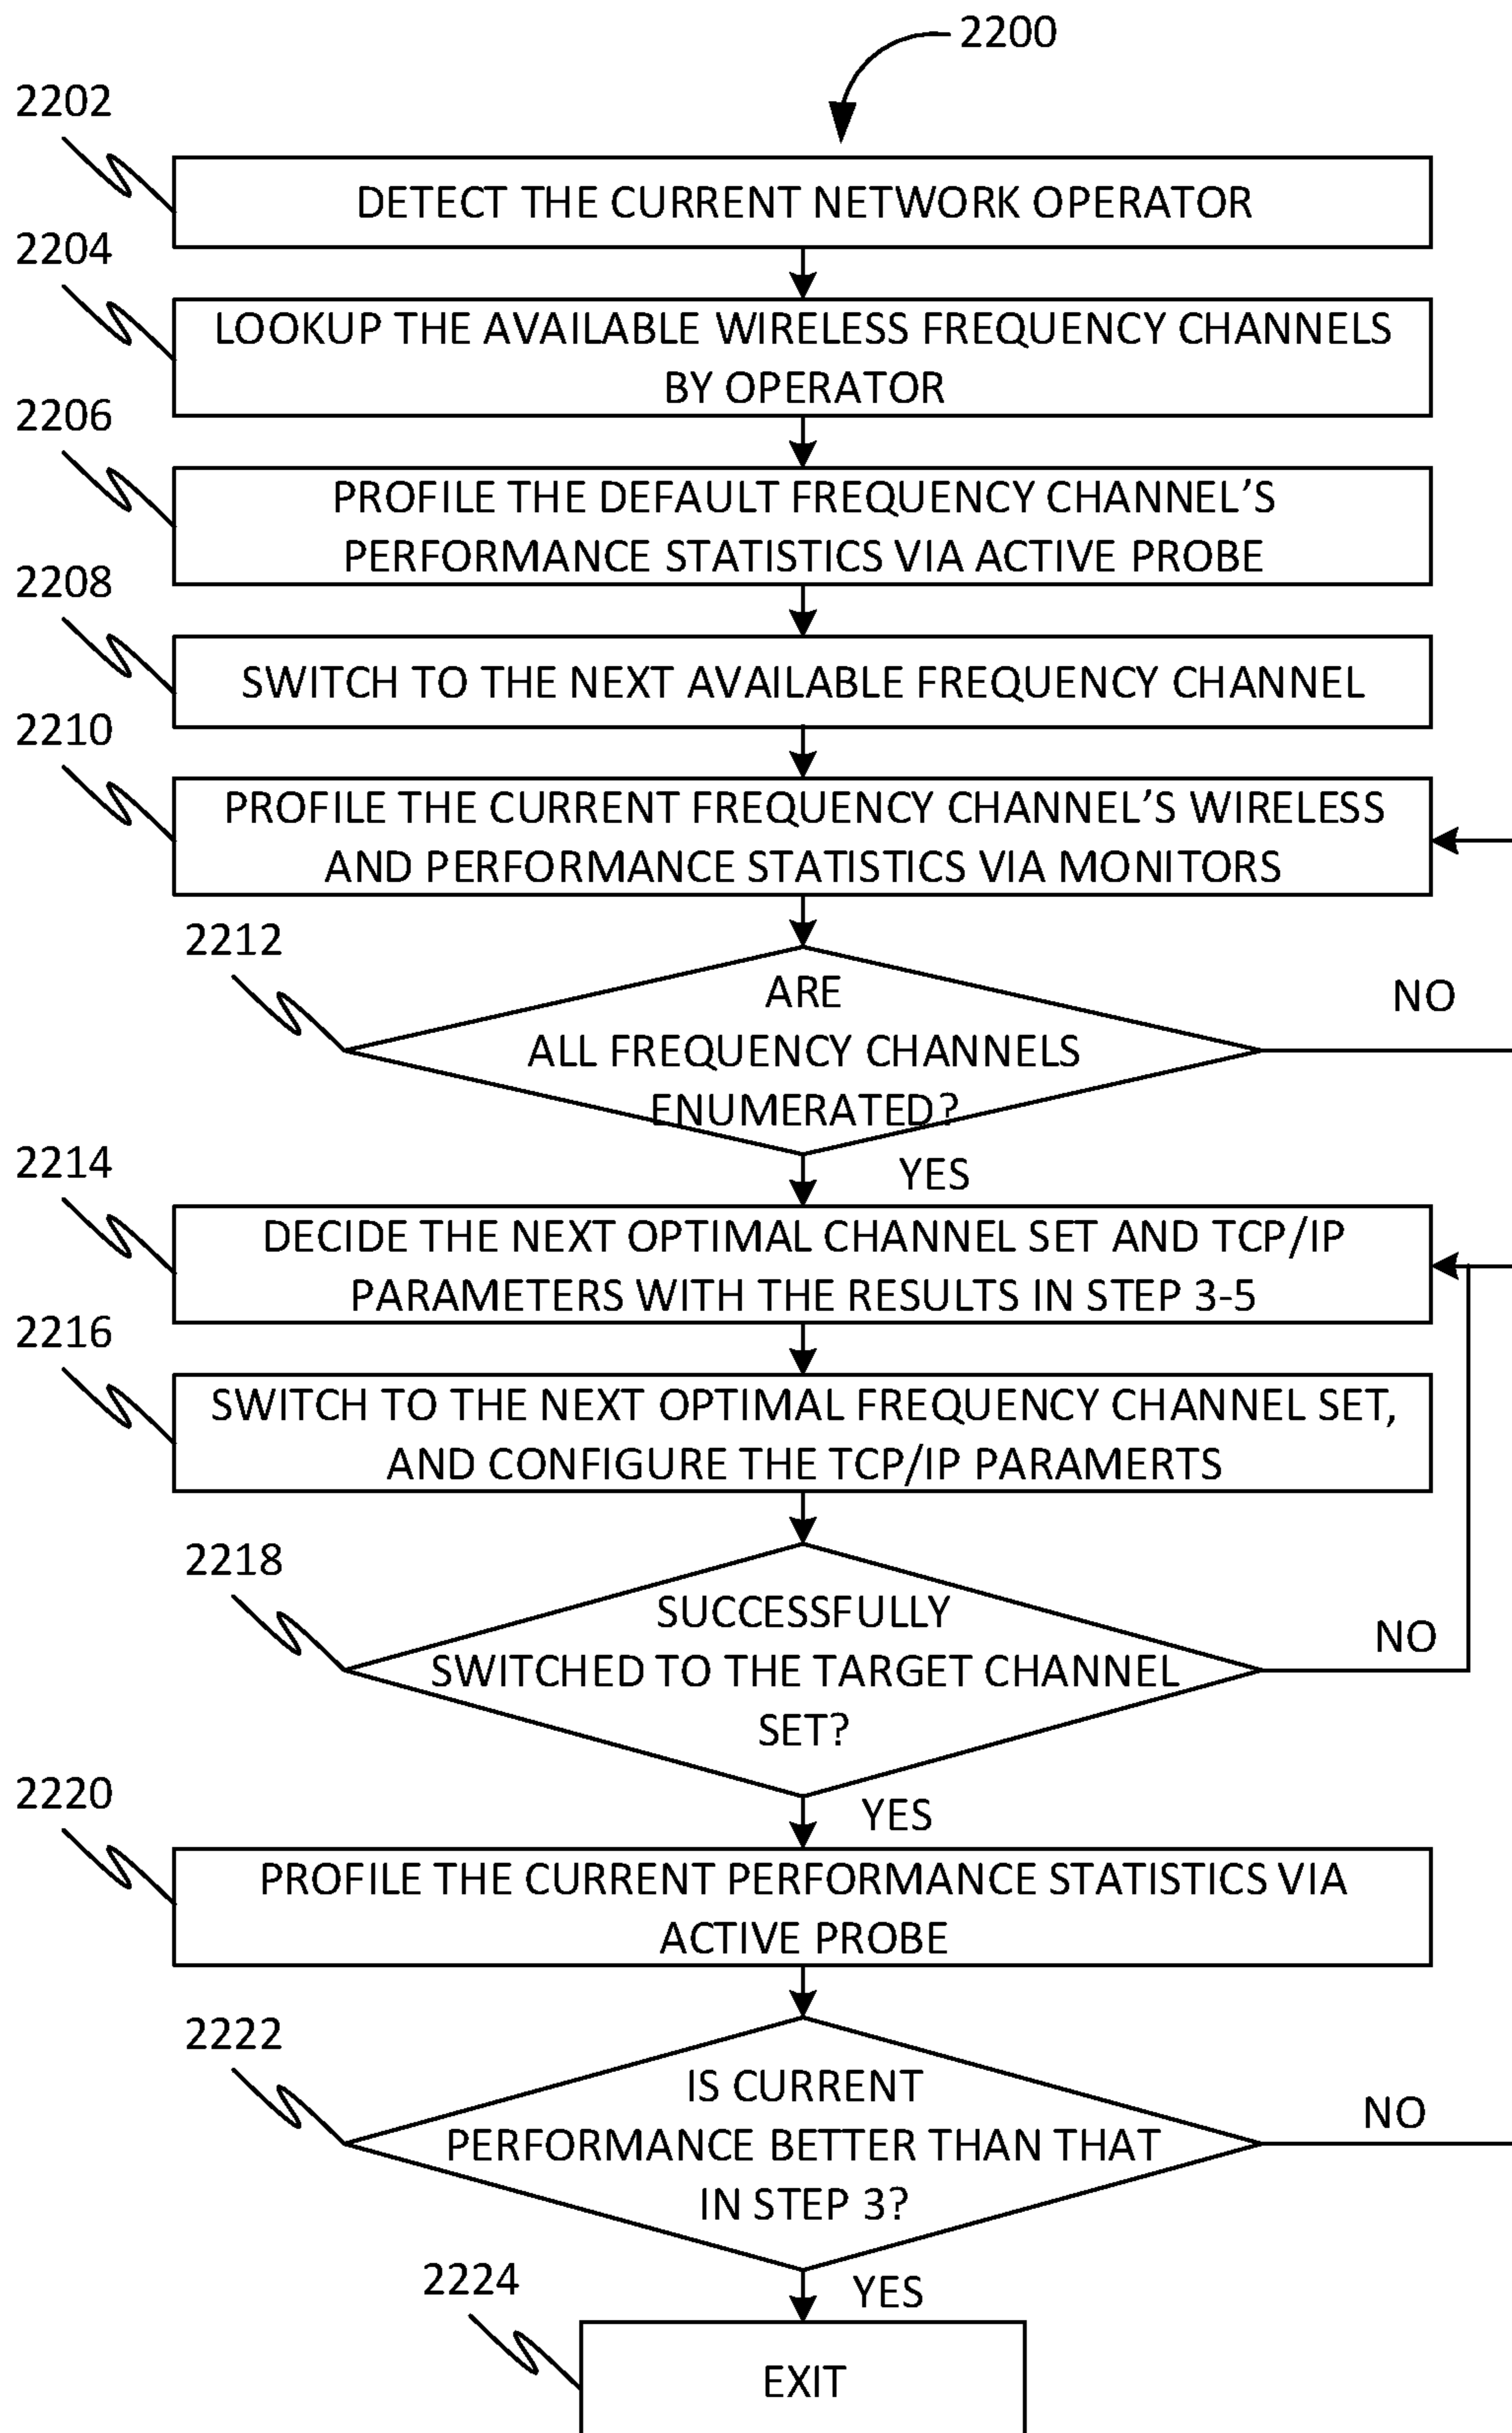 2200
2202
DETECT THE CURRENT NETWORK OPERATOR
2204
LOOKUP THE AVAILABLE WIRELESS FREQUENCY CHANNELS
BY OPERATOR
2206
PROFILE THE DEFAULT FREQUENCY CHANNEL’S
PERFORMANCE STATISTICS VIA ACTIVE PROBE
2208
SWITCH TO THE NEXT AVAILABLE FREQUENCY CHANNEL
2210
PROFILE THE CURRENT FREQUENCY CHANNEL’S WIRELESS
AND PERFORMANCE STATISTICS VIA MONITORS
2212
ARE
ALL FREQUENCY CHANNELS
ENUMERATED?
NO
YES
2214
DECIDE THE NEXT OPTIMAL CHANNEL SET AND TCP/IP
PARAMETERS WITH THE RESULTS IN STEP 3-5
2216
SWITCH TO THE NEXT OPTIMAL FREQUENCY CHANNEL SET,
AND CONFIGURE THE TCP/IP PARAMERTS
2218
SUCCESSFULLY
SWITCHED TO THE TARGET CHANNEL
SET?
NO
YES
2220
PROFILE THE CURRENT PERFORMANCE STATISTICS VIA
ACTIVE PROBE
2222
IS CURRENT
PERFORMANCE BETTER THAN THAT
IN STEP 3?
NO
YES
2224
EXIT